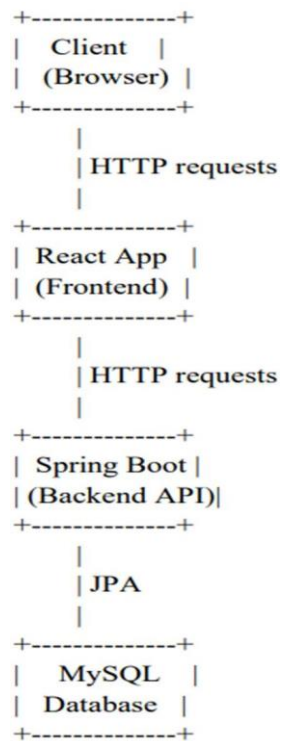 +--------------+
| Client |
| (Browser) |
+--------------+
|
| HTTP requests
|
+--------------+
| React App |
| (Frontend) |
+--------------+
|
| HTTP requests
|
+--------------+
| Spring Boot |
| (Backend API)|
+--------------+
|
| JPA
|
+--------------+
| MySQL |
| Database |
+--------------+